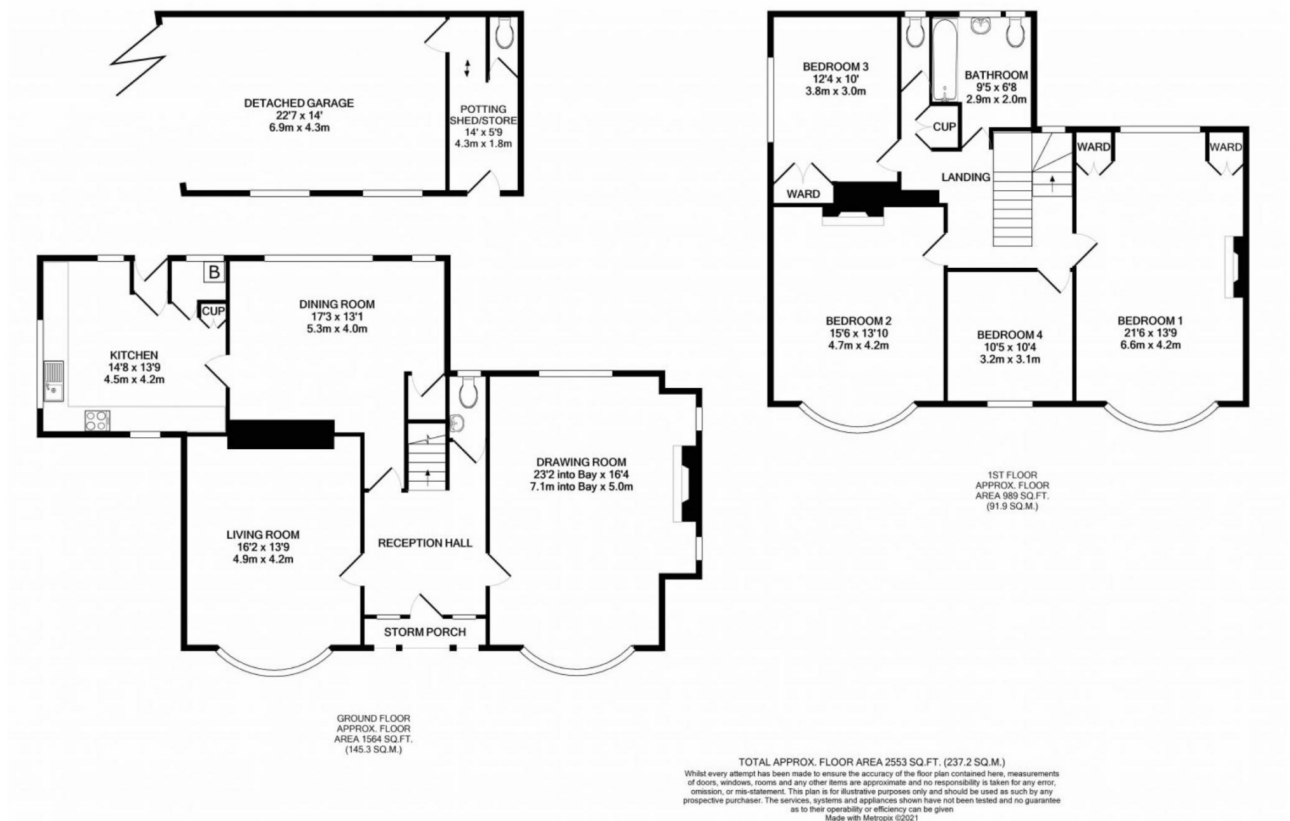 DETACHED GARAGE
22'7 x 14'
6.9m x 4.3m
POTTING
SHED/STORE
14' x 5'9
4.3m x 1.8m
B
CUP
KITCHEN
14'8 x 13'9
4.5m x 4.2m
DINING ROOM
17'3 x 13'1
5.3m x 4.0m
LIVING ROOM
16'2 x 13'9
4.9m x 4.2m
RECEPTION HALL
STORM PORCH
DRAWING ROOM
23'2 into Bay x 16'4
7.1m into Bay x 5.0m
GROUND FLOOR
APPROX. FLOOR
AREA 1564 SQ.FT.
(145.3 SQ.M.)
BEDROOM 3
12'4 x 10'
3.8m x 3.0m
WARD
BATHROOM
9'5 x 6'8
2.9m x 2.0m
CUP
LANDING
WARD
WARD
BEDROOM 2
15'6 x 13'10
4.7m x 4.2m
BEDROOM 4
10'5 x 10'4
3.2m x 3.1m
BEDROOM 1
21'6 x 13'9
6.6m x 4.2m
1ST FLOOR
APPROX. FLOOR
AREA 989 SQ.FT.
(91.9 SQ.M.)
TOTAL APPROX. FLOOR AREA 2553 SQ.FT. (237.2 SQ.M.)
Whilst every attempt has been made to ensure the accuracy of the floor plan contained here, measurements
of doors, windows, rooms and any other items are approximate and no responsibility is taken for any error,
omission, or mis-statement. This plan is for illustrative purposes only and should be used as such by any
prospective purchaser. The services, systems and appliances shown have not been tested and no guarantee
as to their operability or efficiency can be given
Made with Metropix ©2021